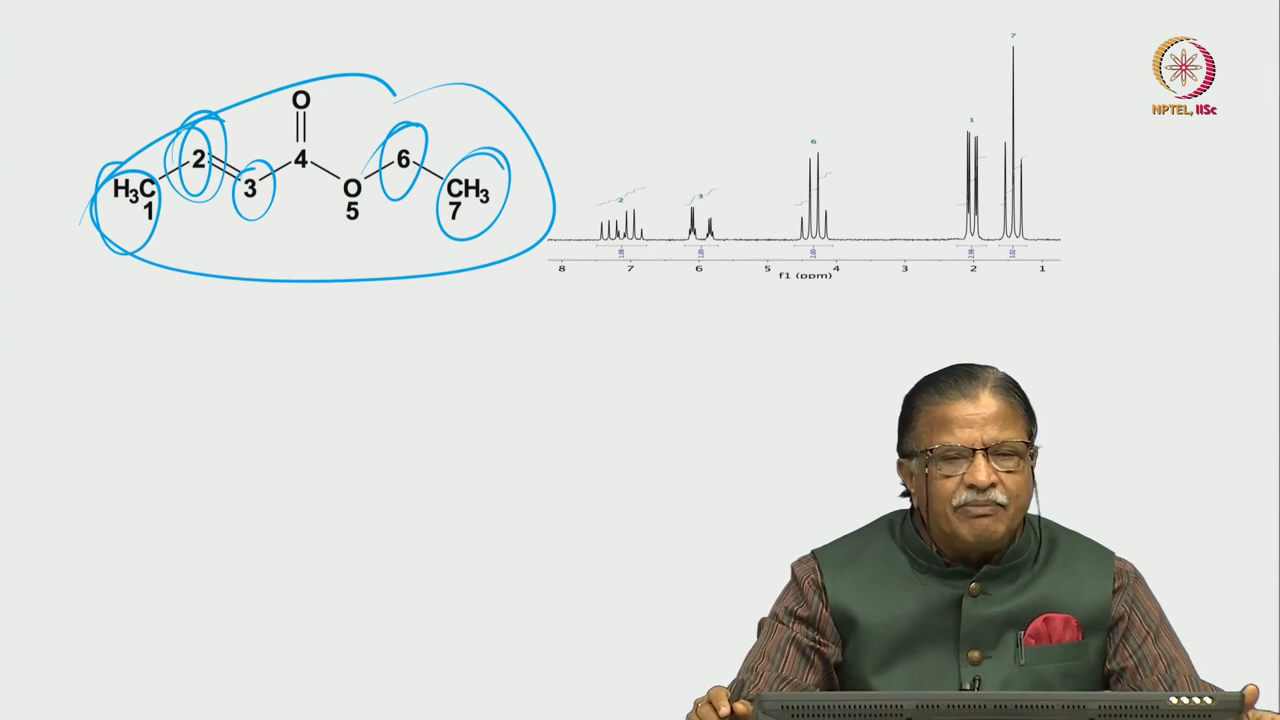 O
H₃C 2 3 4 O 6 CH₃
1 5 7
7
1
6
2
3
8 7 6 5 4 3 2 1
f1 (ppm)
NPTEL, IISc